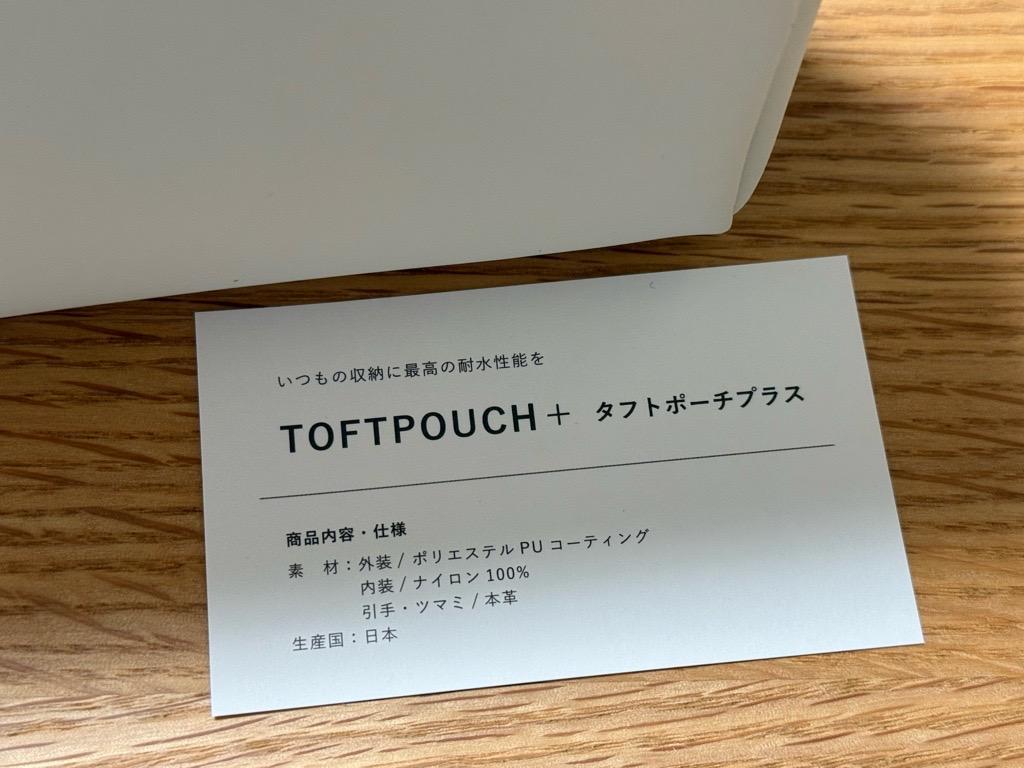 いつもの収納に最高の耐水性能を
TOFTPOUCH＋ タフトポーチプラス
商品内容・仕様
素　材：外装 / ポリエステル PU コーティング
内装 / ナイロン 100%
引手・ツマミ / 本革
生産国：日本